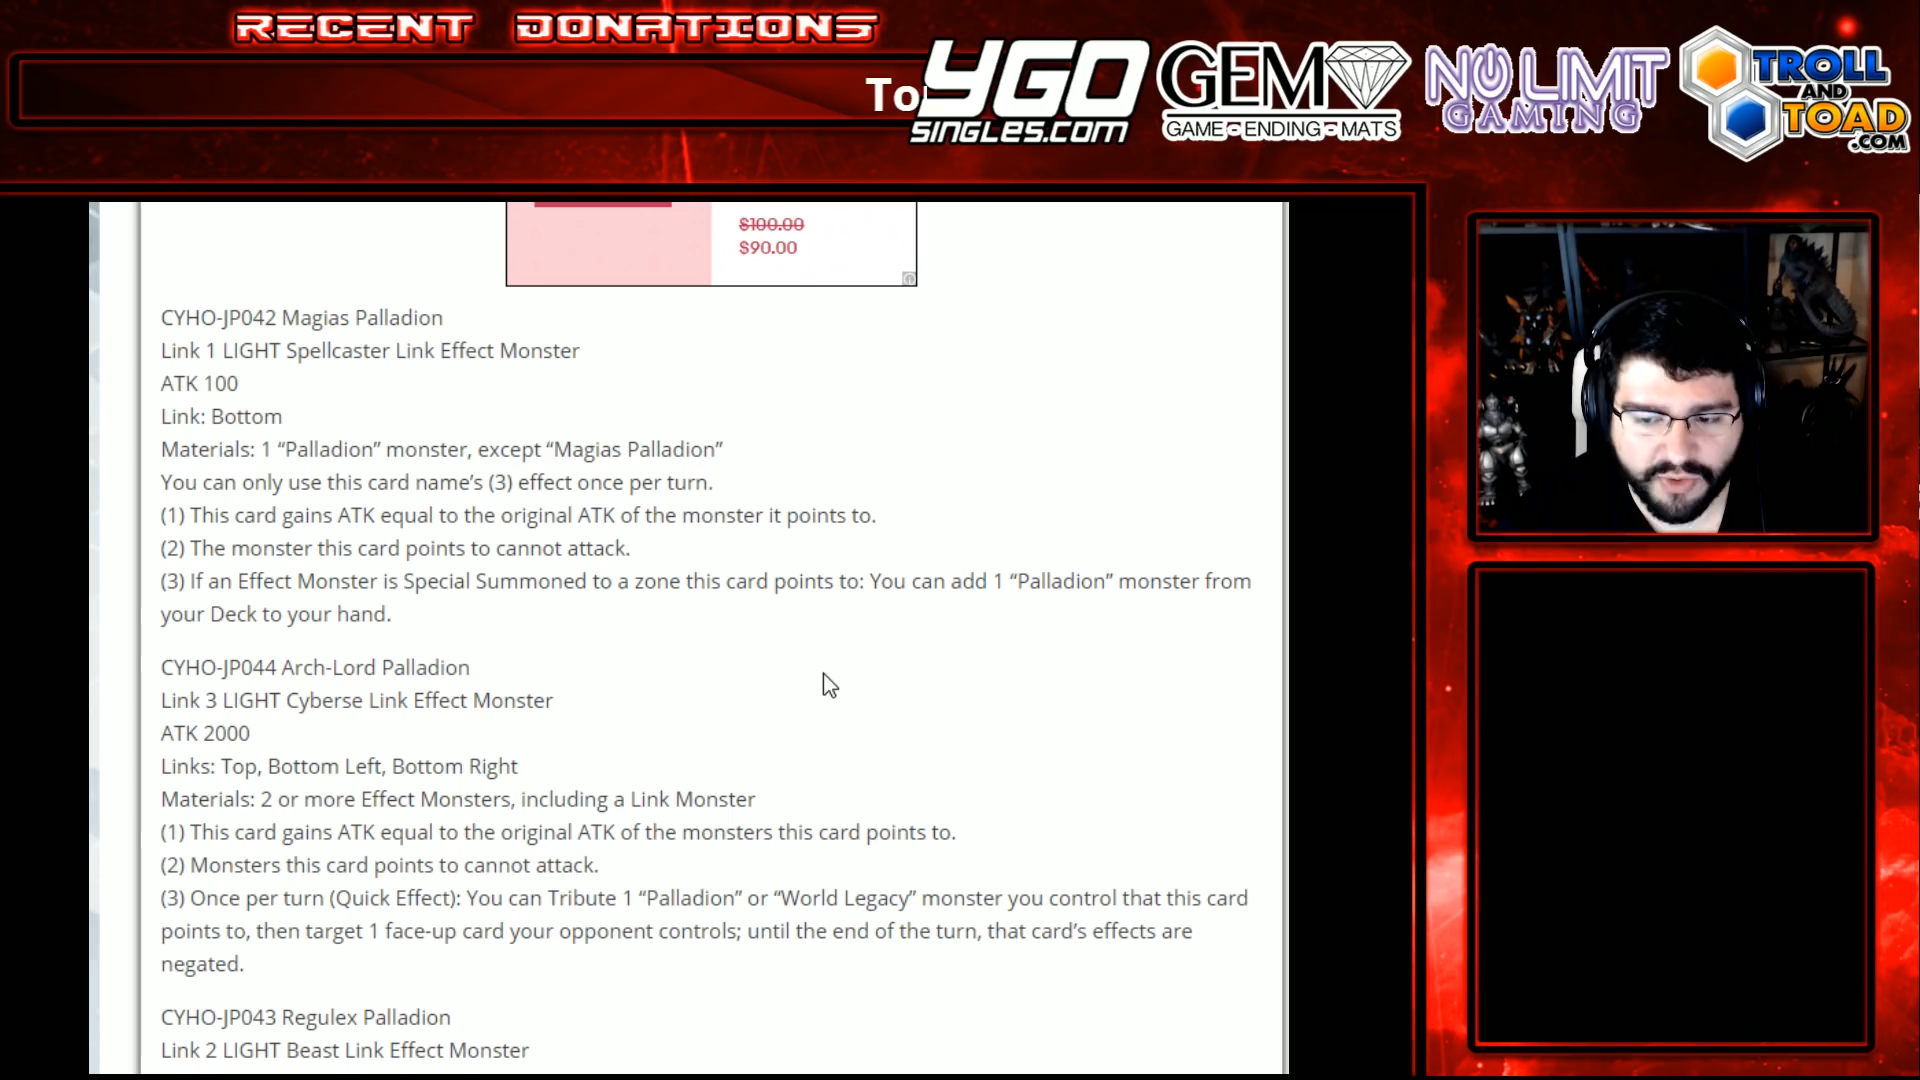 RECENT DONATIONS
To
YGO
SINGLES.COM
GEM
GAME-ENDING-MATS
NO LIMIT
GAMING
TROLL
AND
TOAD
.COM
$100.00
$90.00
CYHO-JP042 Magias Palladion
Link 1 LIGHT Spellcaster Link Effect Monster
ATK 100
Link: Bottom
Materials: 1 “Palladion” monster, except “Magias Palladion”
You can only use this card name’s (3) effect once per turn.
(1) This card gains ATK equal to the original ATK of the monster it points to.
(2) The monster this card points to cannot attack.
(3) If an Effect Monster is Special Summoned to a zone this card points to: You can add 1 “Palladion” monster from
your Deck to your hand.
CYHO-JP044 Arch-Lord Palladion
Link 3 LIGHT Cyberse Link Effect Monster
ATK 2000
Links: Top, Bottom Left, Bottom Right
Materials: 2 or more Effect Monsters, including a Link Monster
(1) This card gains ATK equal to the original ATK of the monsters this card points to.
(2) Monsters this card points to cannot attack.
(3) Once per turn (Quick Effect): You can Tribute 1 “Palladion” or “World Legacy” monster you control that this card
points to, then target 1 face-up card your opponent controls; until the end of the turn, that card’s effects are
negated.
CYHO-JP043 Regulex Palladion
Link 2 LIGHT Beast Link Effect Monster